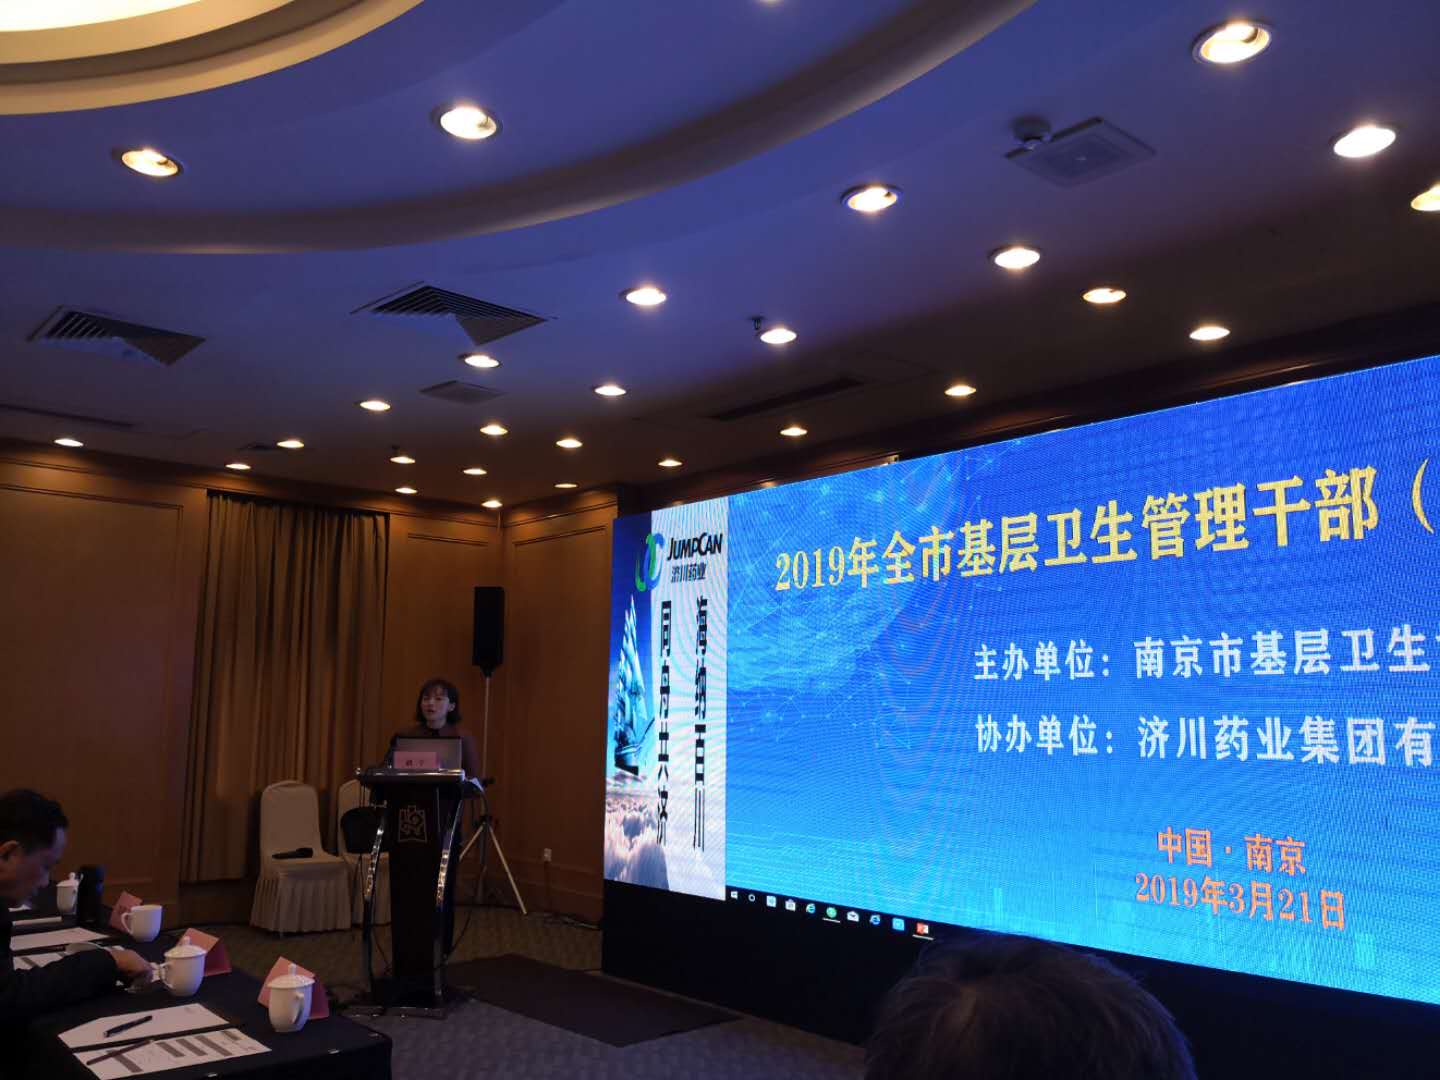 JUMPCAN
济川药业
海纳百川
同舟共济
2019年全市基层卫生管理干部（
主办单位：南京市基层卫生
协办单位：济川药业集团有
中国·南京
2019年3月21日